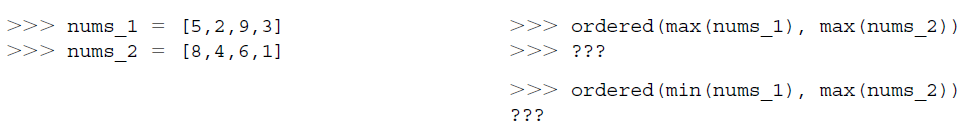 >>> nums_1 = [5,2,9,3]
>>> nums_2 = [8,4,6,1]
>>> ordered(max(nums_1), max(nums_2))
>>> ???
>>> ordered(min(nums_1), max(nums_2))
???